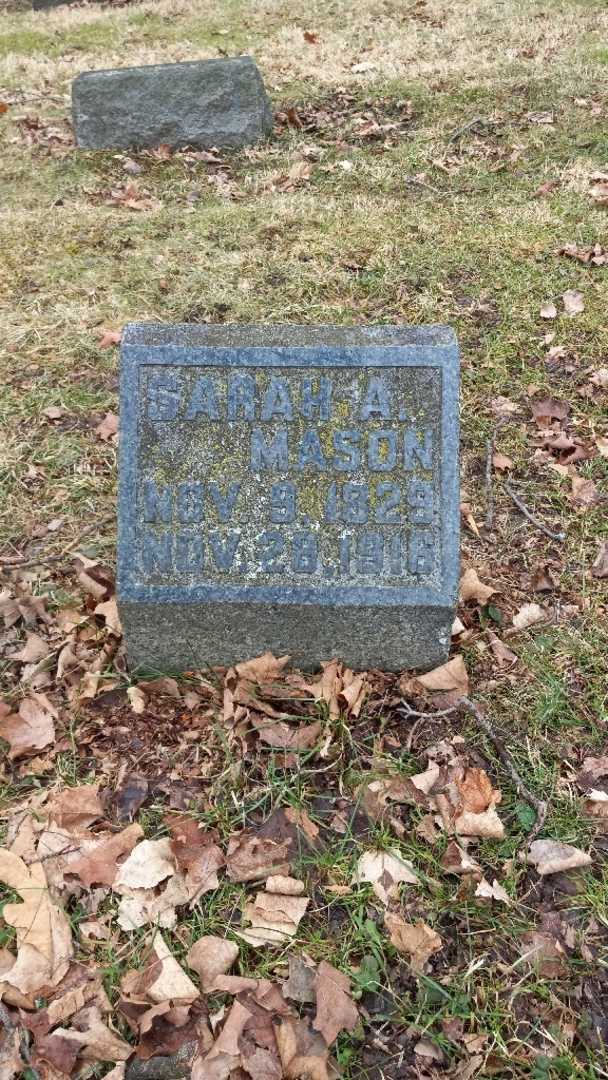 SARAH A.
MASON
NOV. 9, 1829
NOV. 28, 1916